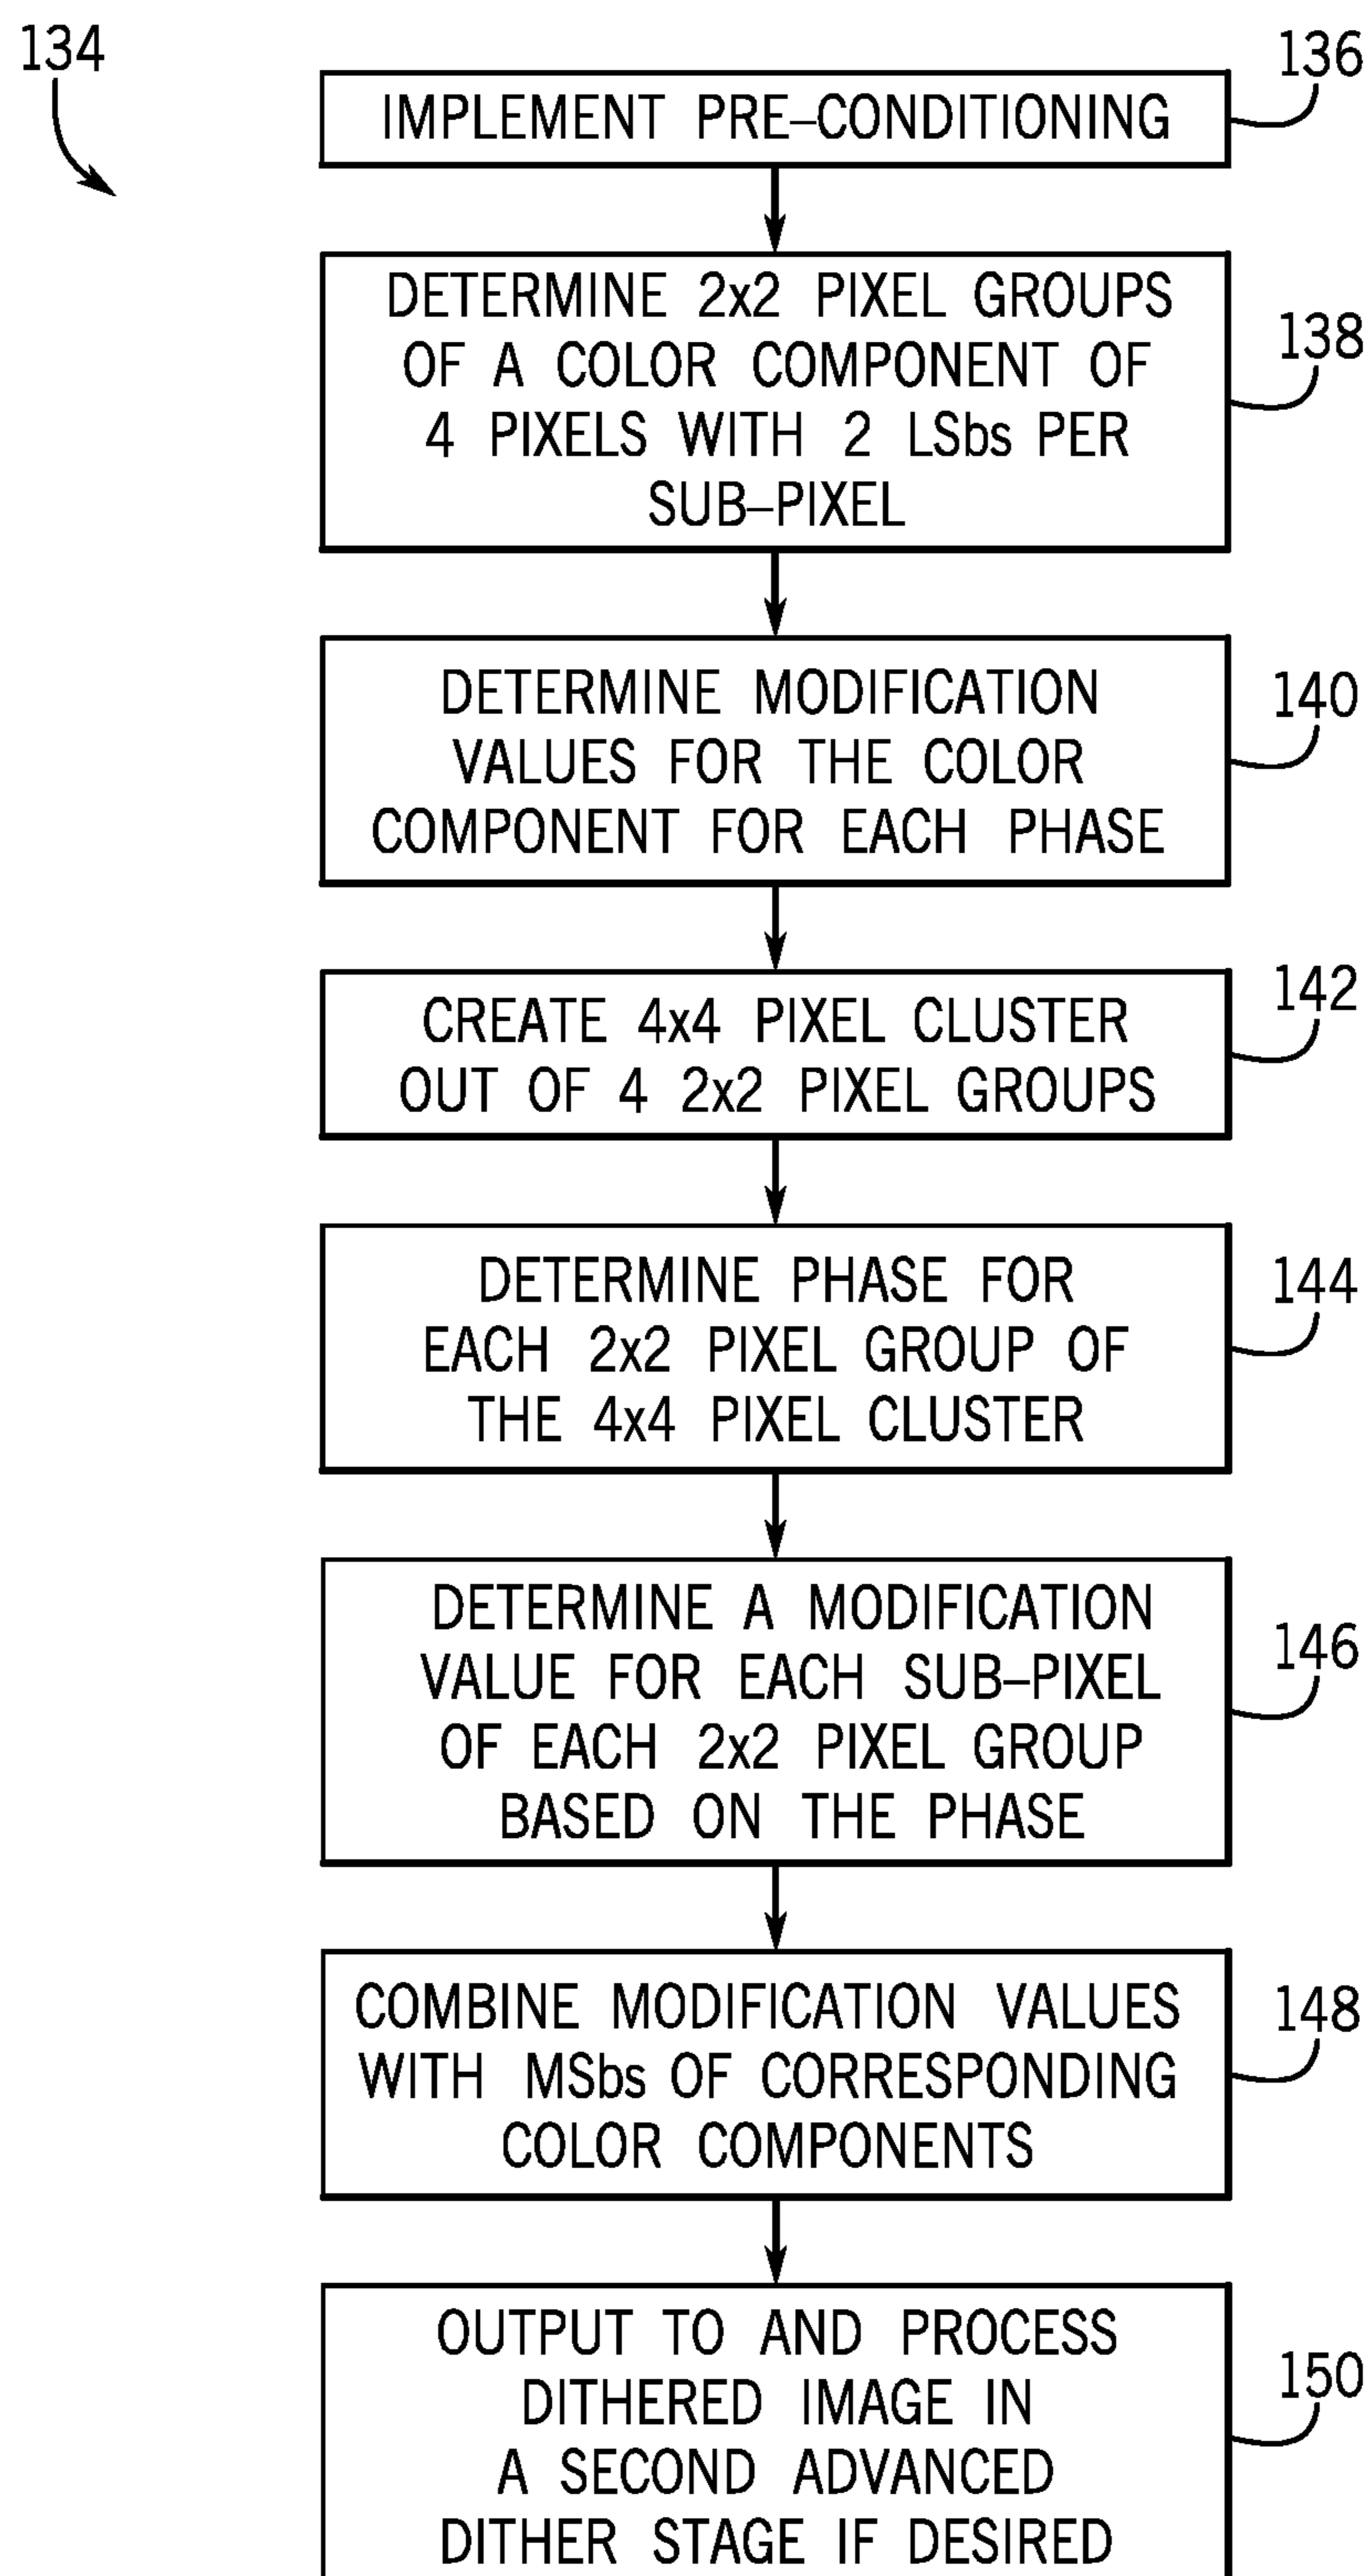 134
136
IMPLEMENT PRE–CONDITIONING
DETERMINE 2x2 PIXEL GROUPS
OF A COLOR COMPONENT OF
4 PIXELS WITH 2 LSbs PER
SUB–PIXEL
138
DETERMINE MODIFICATION
VALUES FOR THE COLOR
COMPONENT FOR EACH PHASE
140
CREATE 4x4 PIXEL CLUSTER
OUT OF 4 2x2 PIXEL GROUPS
142
DETERMINE PHASE FOR
EACH 2x2 PIXEL GROUP OF
THE 4x4 PIXEL CLUSTER
144
DETERMINE A MODIFICATION
VALUE FOR EACH SUB–PIXEL
OF EACH 2x2 PIXEL GROUP
BASED ON THE PHASE
146
COMBINE MODIFICATION VALUES
WITH MSbs OF CORRESPONDING
COLOR COMPONENTS
148
OUTPUT TO AND PROCESS
DITHERED IMAGE IN
A SECOND ADVANCED
DITHER STAGE IF DESIRED
150